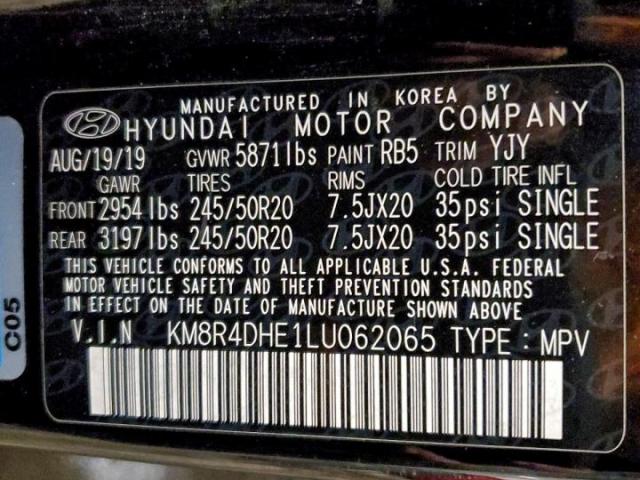 MANUFACTURED IN KOREA BY
HYUNDAI MOTOR COMPANY
AUG/19/19 GVWR 5871lbs PAINT RB5 TRIM YJY
GAWR TIRES RIMS COLD TIRE INFL
FRONT 2954lbs 245/50R20 7.5JX20 35psi SINGLE
REAR 3197lbs 245/50R20 7.5JX20 35psi SINGLE
THIS VEHICLE CONFORMS TO ALL APPLICABLE U.S.A. FEDERAL
MOTOR VEHICLE SAFETY AND THEFT PREVENTION STANDARDS
IN EFFECT ON THE DATE OF MANUFACTURE SHOWN ABOVE
V.I.N KM8R4DHE1LU062065 TYPE : MPV
C05